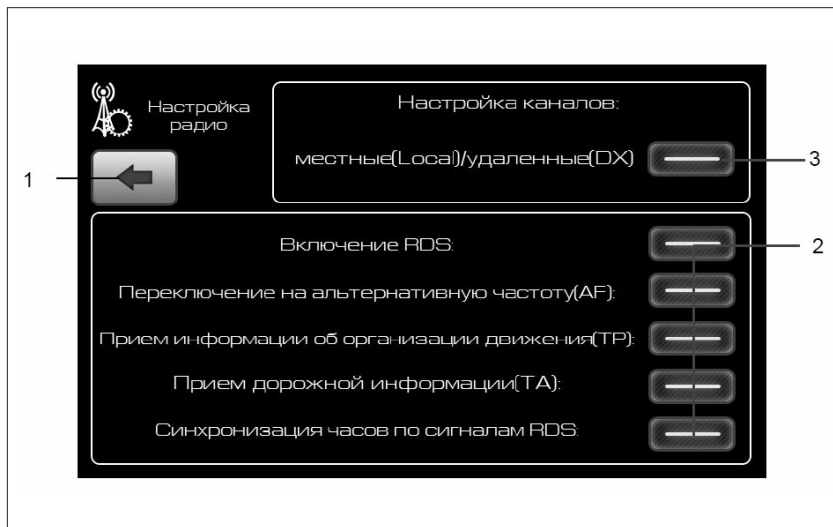 Настройка
радио
Настройка каналов:
местные(Local)/удаленные(DX)
3
1
Включение RDS:
2
Переключение на альтернативную частоту(AF):
Прием информации об организации движения(TP):
Прием дорожной информации(TA):
Синхронизация часов по сигналам RDS: